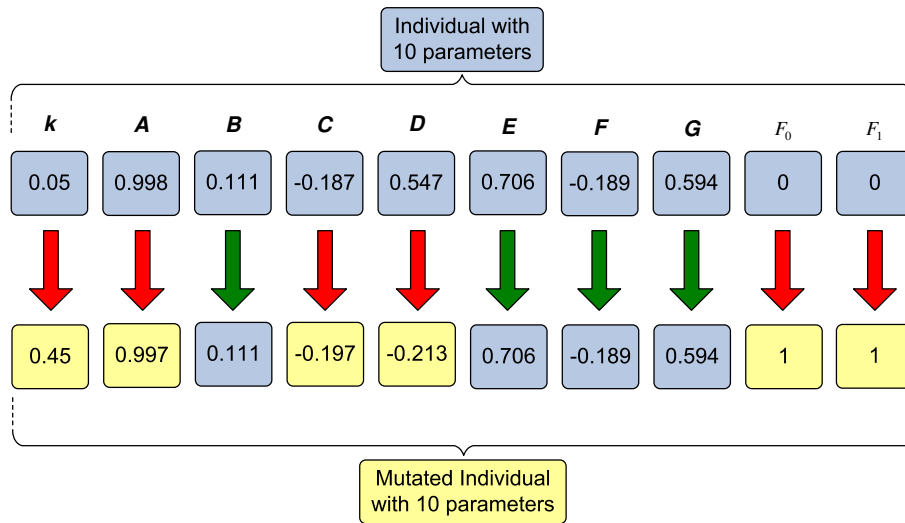 Individual with
10 parameters
k A B C D E F G F₀ F₁
0.05 0.998 0.111 -0.187 0.547 0.706 -0.189 0.594 0 0
0.45 0.997 0.111 -0.197 -0.213 0.706 -0.189 0.594 1 1
Mutated Individual
with 10 parameters